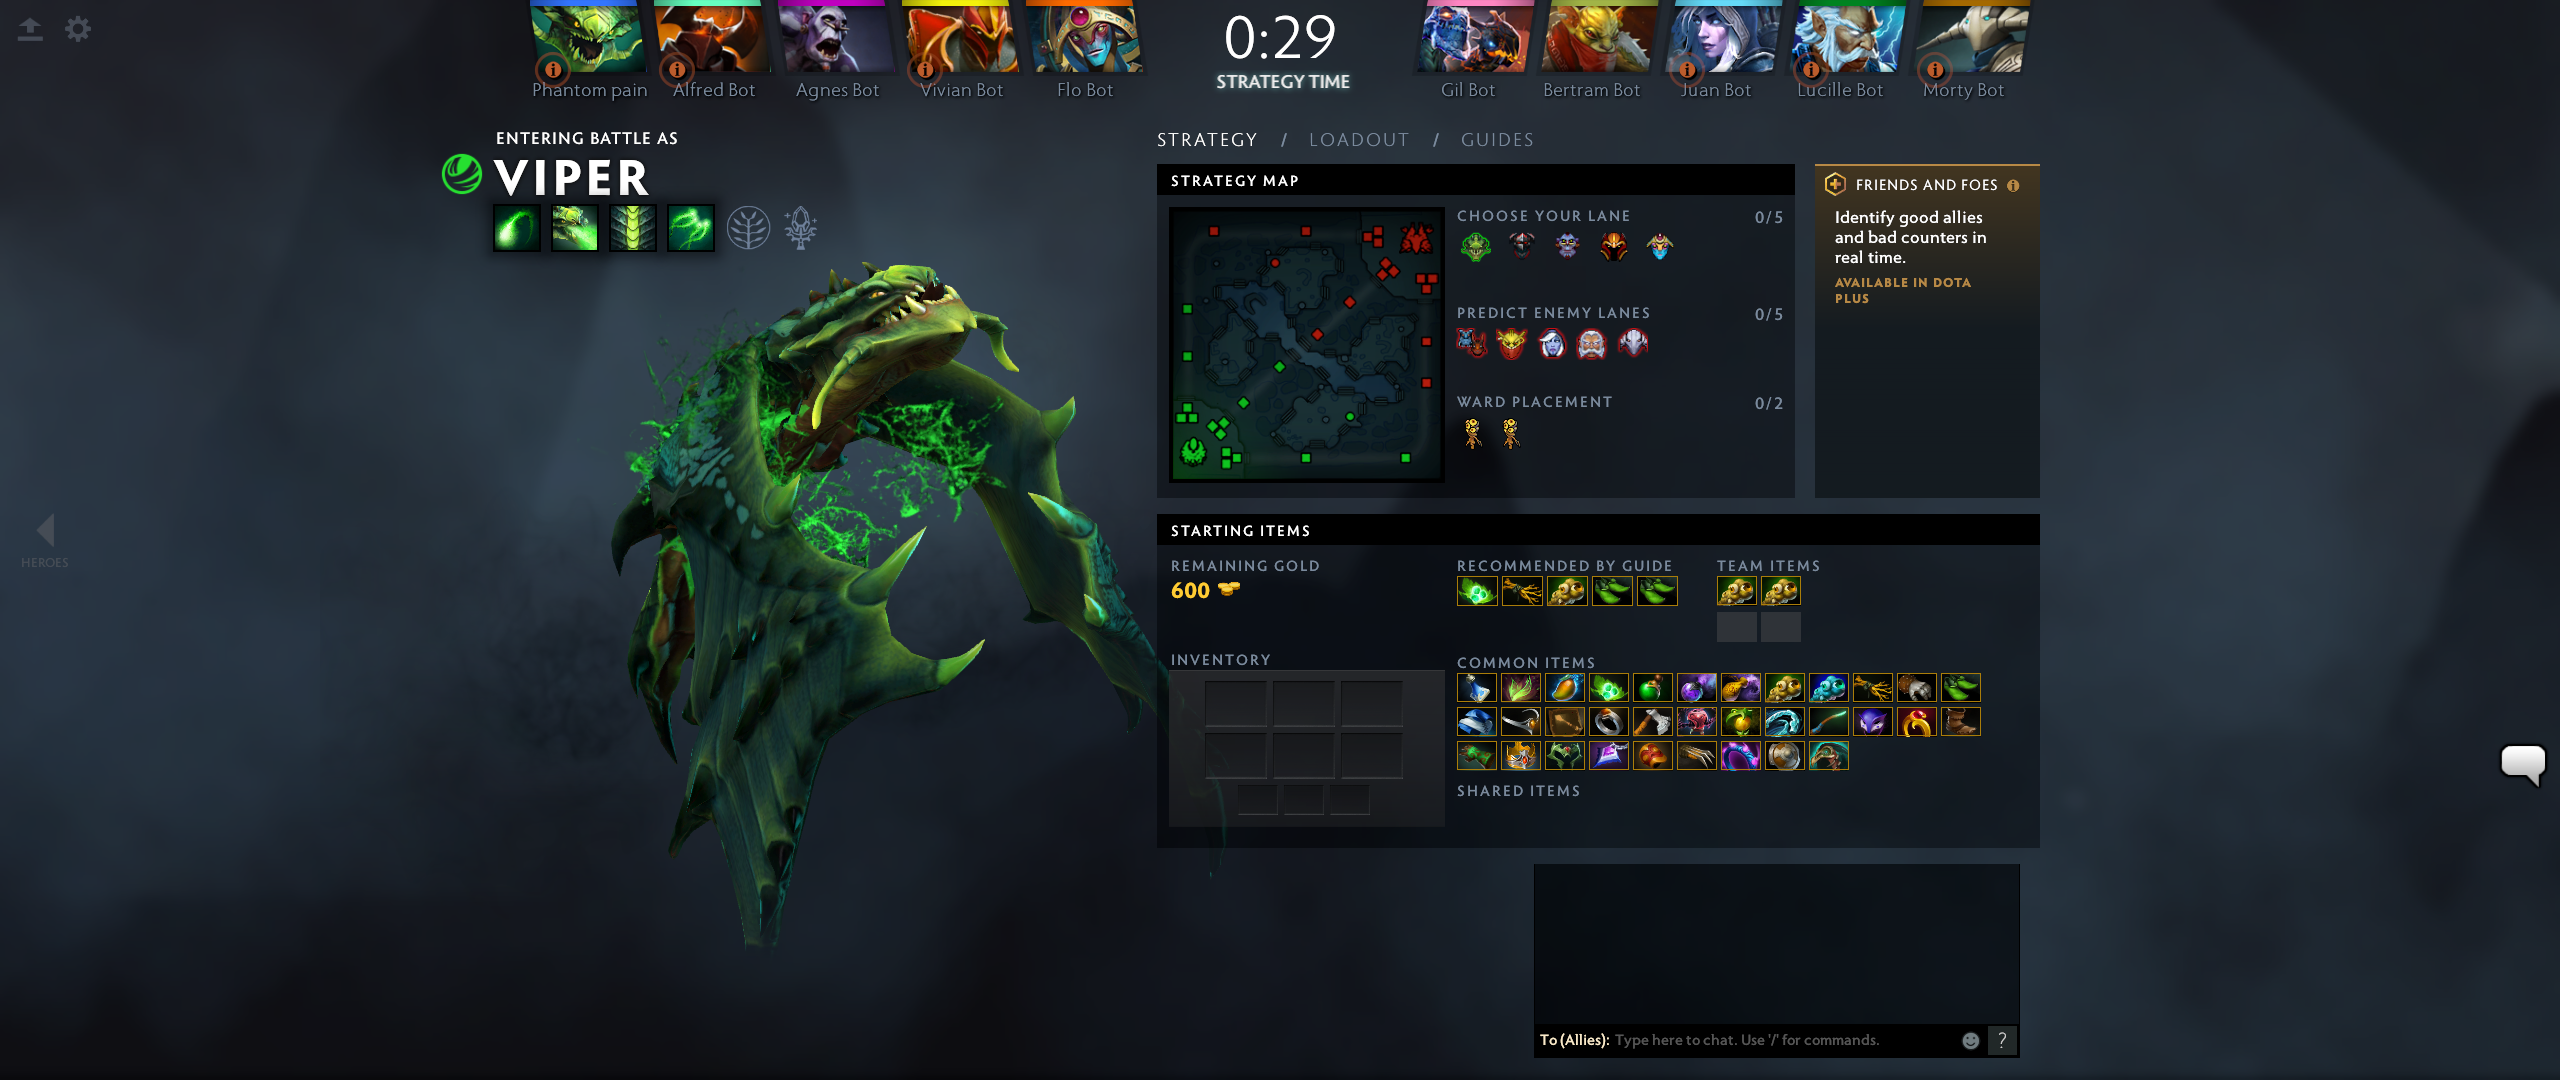 0:29
STRATEGY TIME
Phantom pain
Alfred Bot
Agnes Bot
Vivian Bot
Flo Bot
Gil Bot
Bertram Bot
Juan Bot
Lucille Bot
Morty Bot
ENTERING BATTLE AS
VIPER
HEROES
STRATEGY / LOADOUT / GUIDES
STRATEGY MAP
CHOOSE YOUR LANE 0/5
PREDICT ENEMY LANES 0/5
WARD PLACEMENT 0/2
FRIENDS AND FOES
Identify good allies
and bad counters in
real time.
AVAILABLE IN DOTA
PLUS
STARTING ITEMS
REMAINING GOLD
600
INVENTORY
RECOMMENDED BY GUIDE
TEAM ITEMS
COMMON ITEMS
SHARED ITEMS
To (Allies): Type here to chat. Use '/' for commands.
?